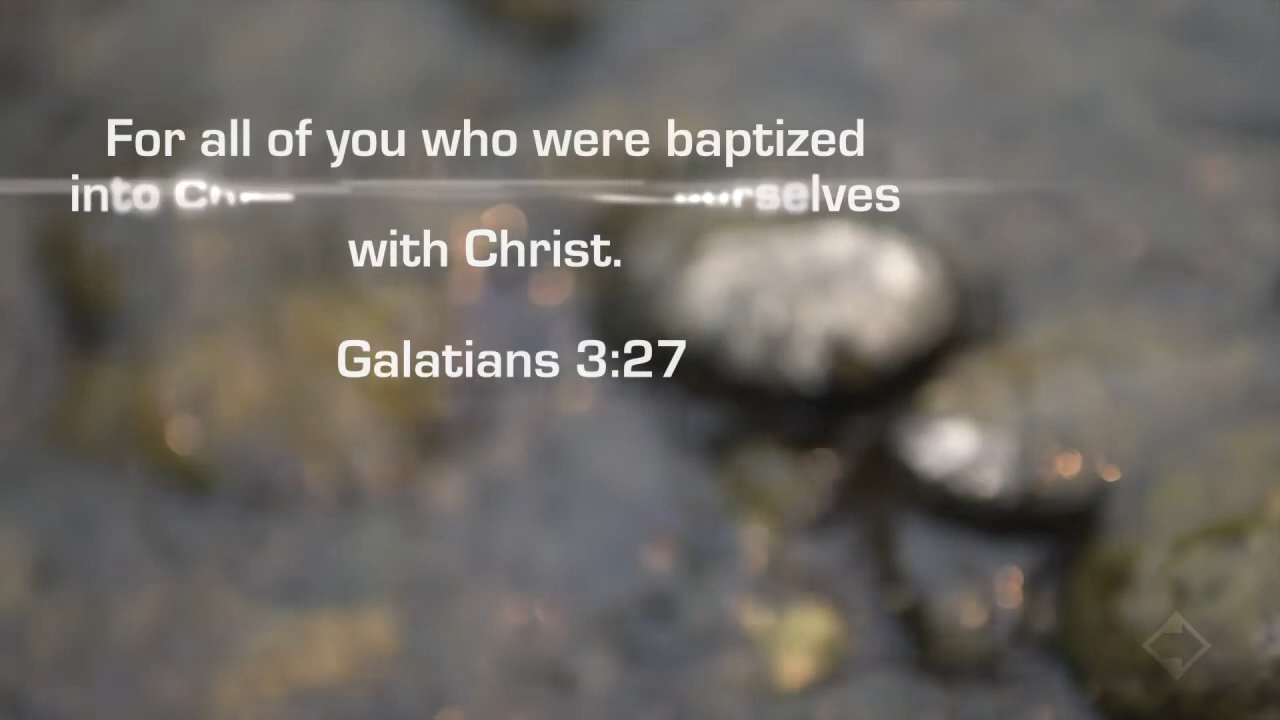 For all of you who were baptized
into
with Christ.
Galatians 3:27